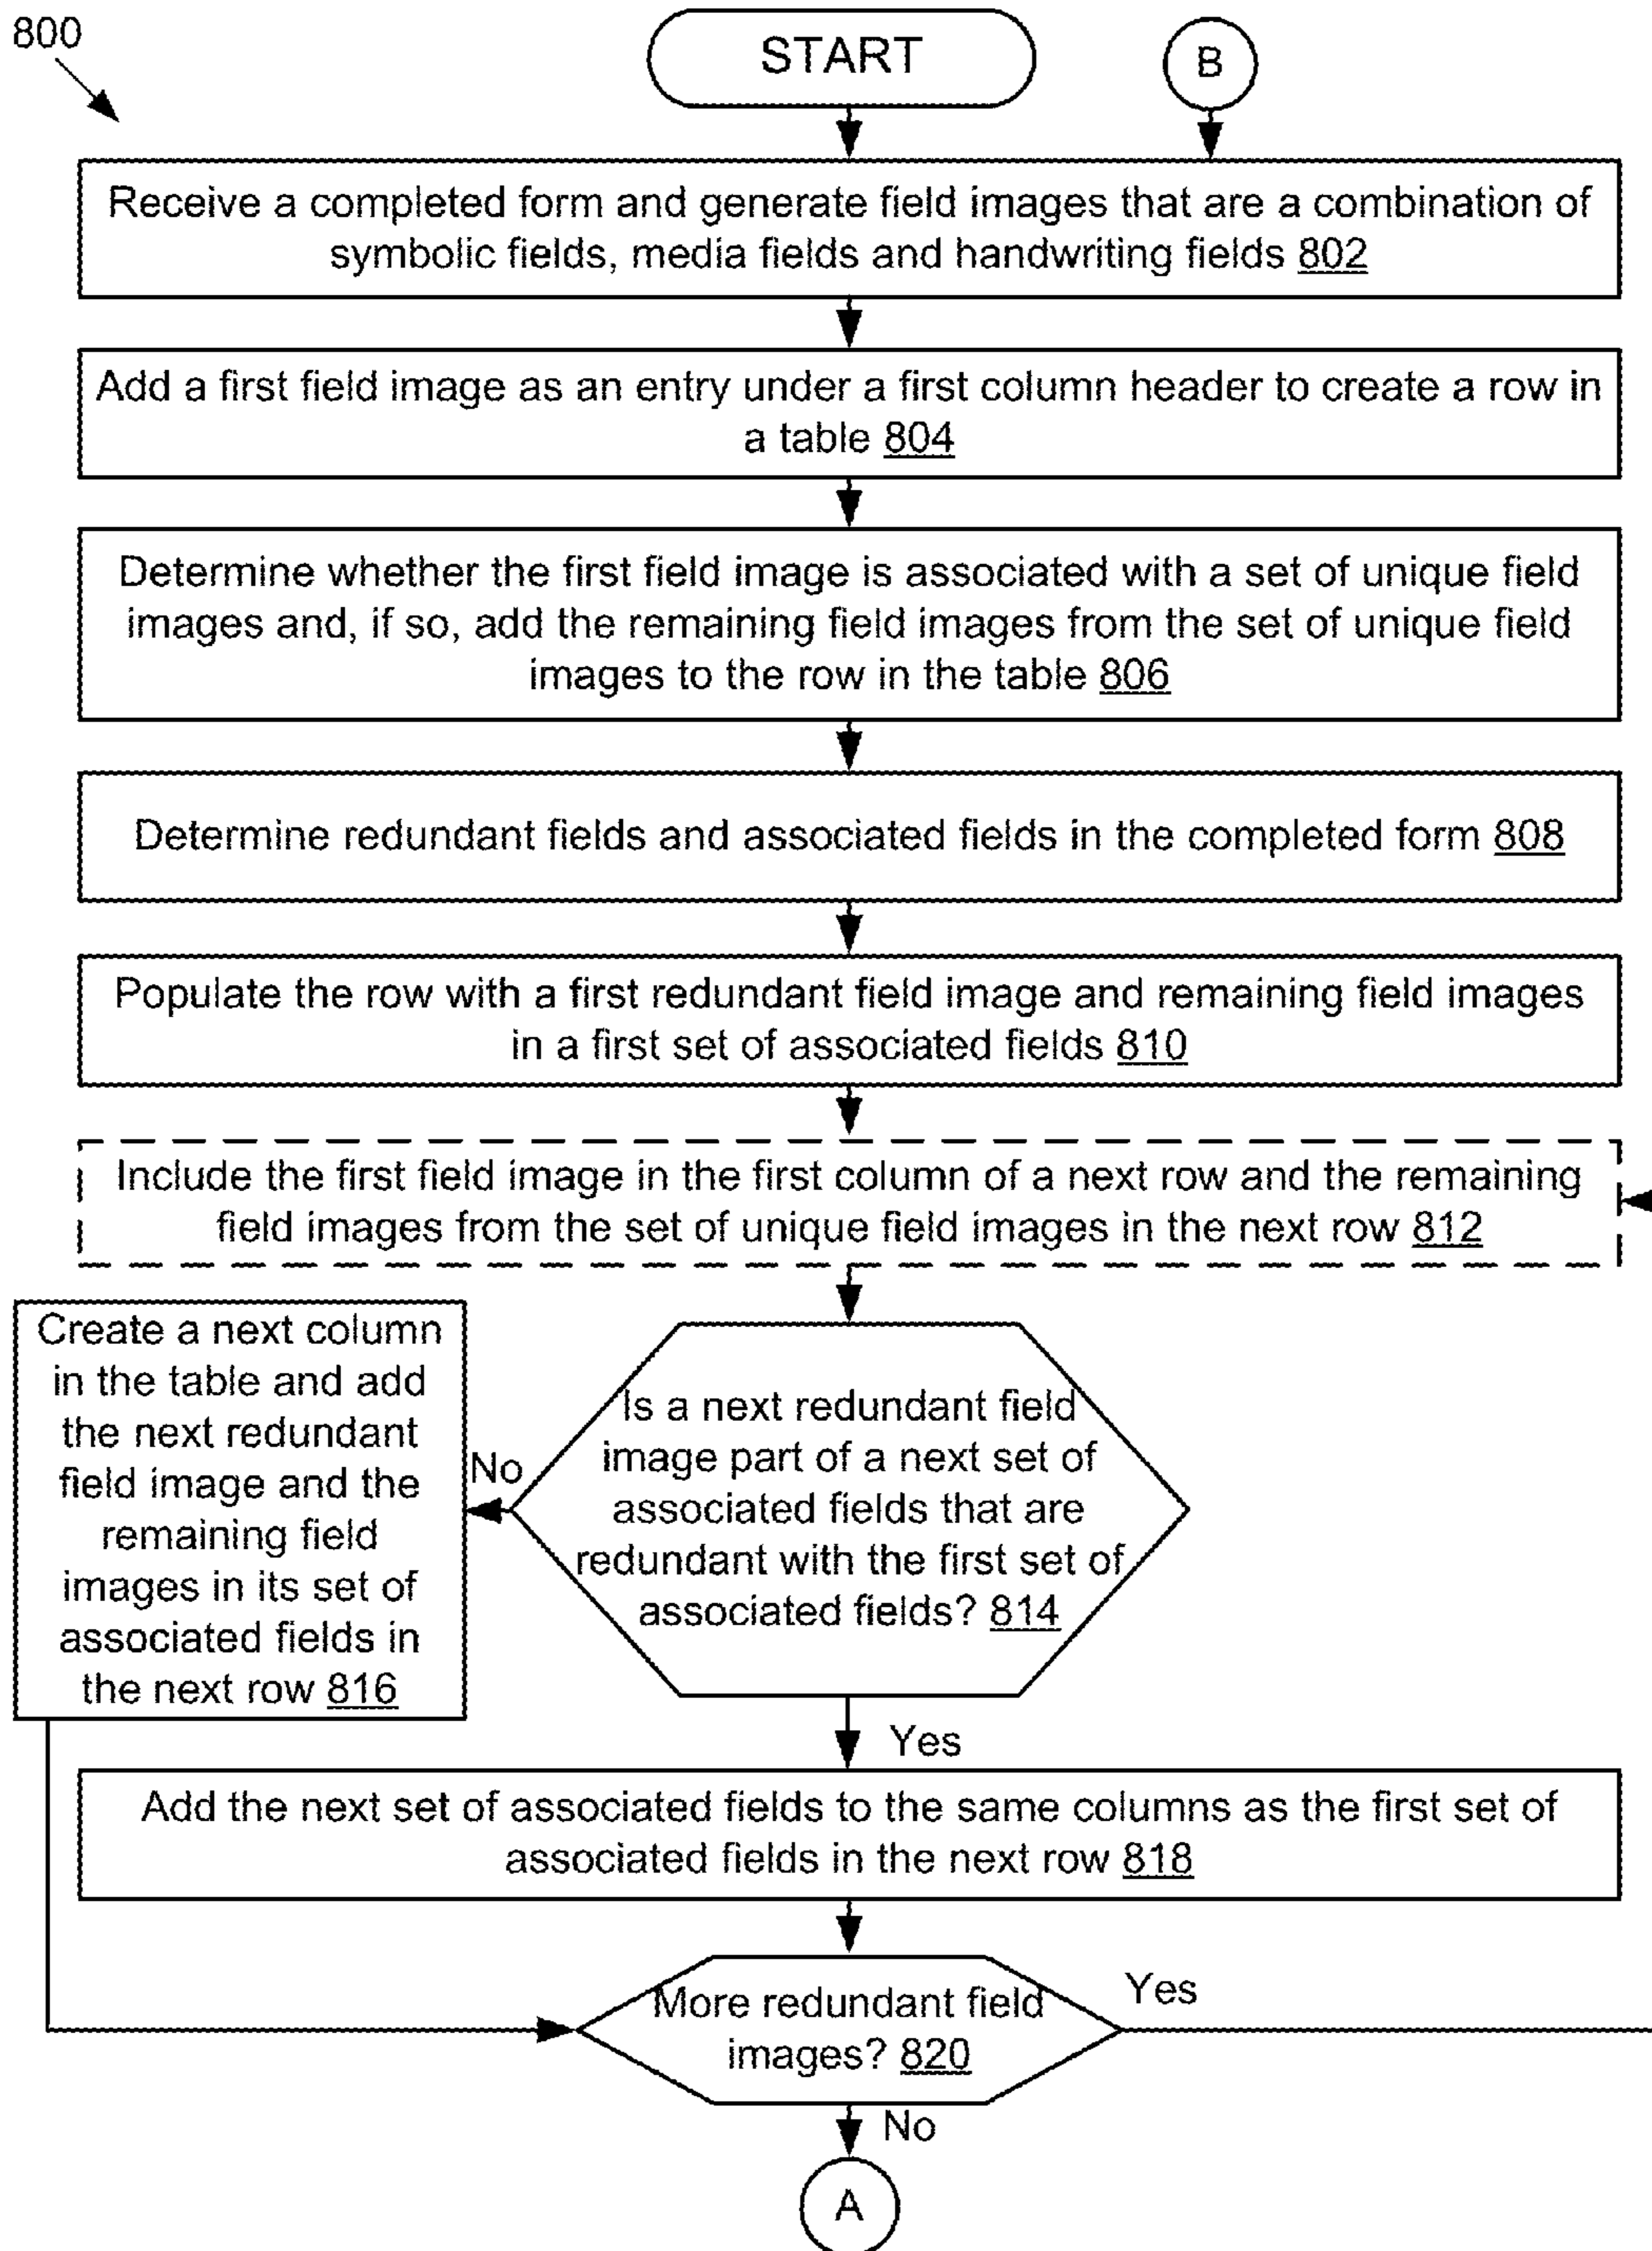 800
START
B
Receive a completed form and generate field images that are a combination of
symbolic fields, media fields and handwriting fields 802
Add a first field image as an entry under a first column header to create a row in
a table 804
Determine whether the first field image is associated with a set of unique field
images and, if so, add the remaining field images from the set of unique field
images to the row in the table 806
Determine redundant fields and associated fields in the completed form 808
Populate the row with a first redundant field image and remaining field images
in a first set of associated fields 810
Include the first field image in the first column of a next row and the remaining
field images from the set of unique field images in the next row 812
Create a next column
in the table and add
the next redundant
field image and the
remaining field
images in its set of
associated fields in
the next row 816
No
Is a next redundant field
image part of a next set of
associated fields that are
redundant with the first set of
associated fields? 814
Yes
Add the next set of associated fields to the same columns as the first set of
associated fields in the next row 818
More redundant field
images? 820
Yes
No
A